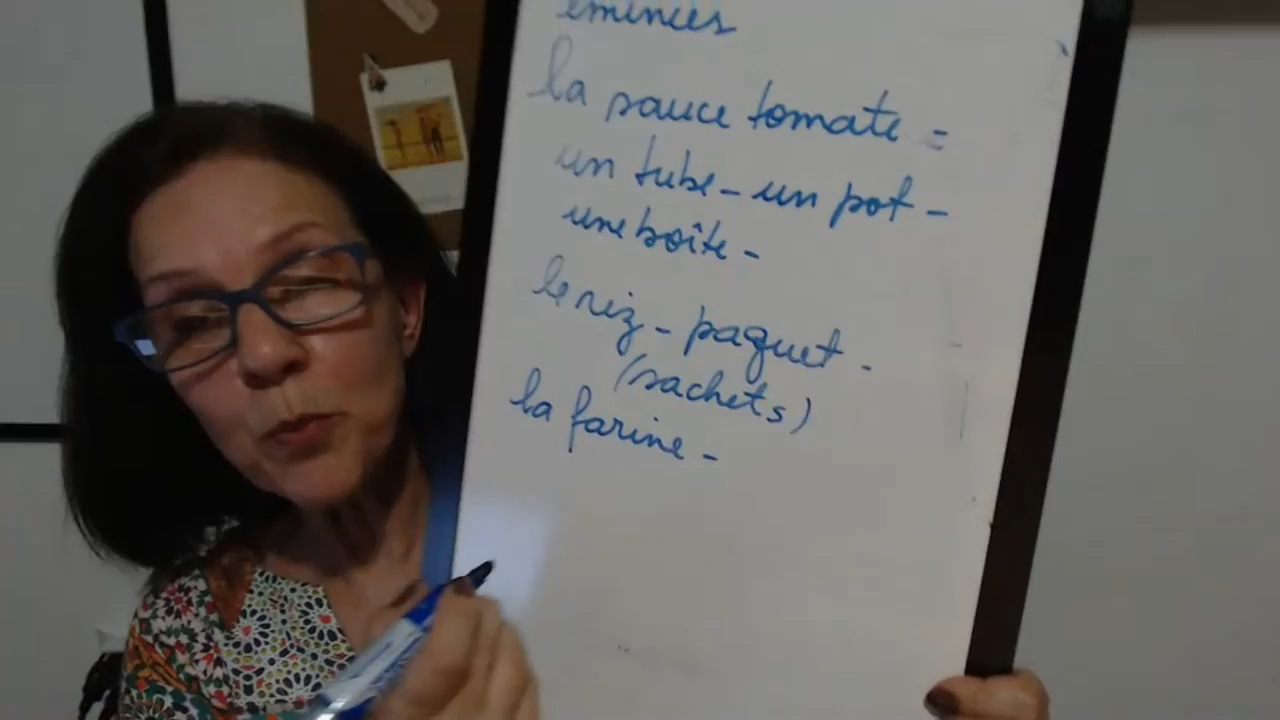 émincés
la sauce tomate =
un tube - un pot -
une boîte -
le riz - paquet -
(sachets)
la farine -